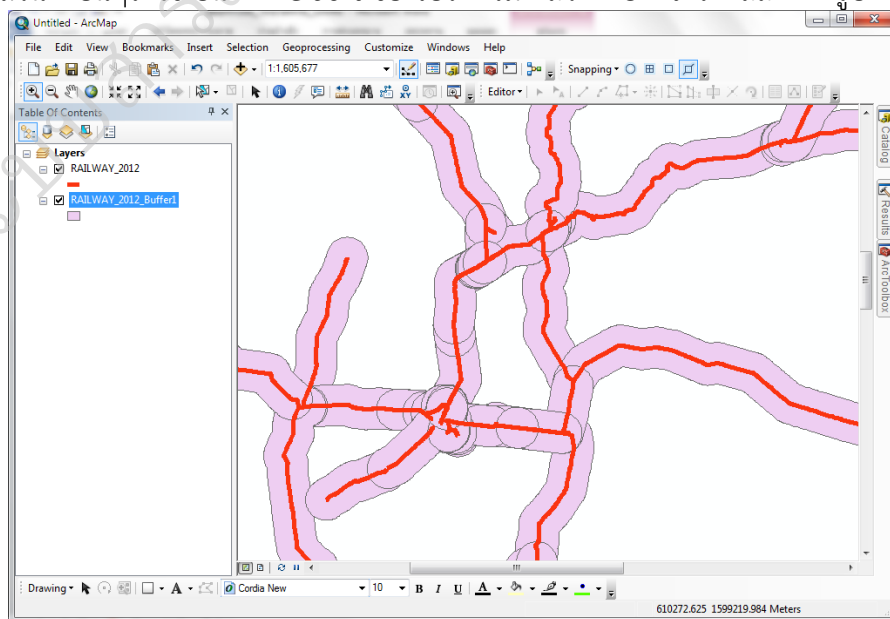 Untitled - ArcMap
File Edit View Bookmarks Insert Selection Geoprocessing Customize Windows Help
1:1,605,677 Snapping
Editor
Table Of Contents
Layers
RAILWAY_2012
RAILWAY_2012_Buffer1
Catalog
Results
ArcToolbox
Drawing A Cordia New 10 B I U A
610272.625 1599219.984 Meters